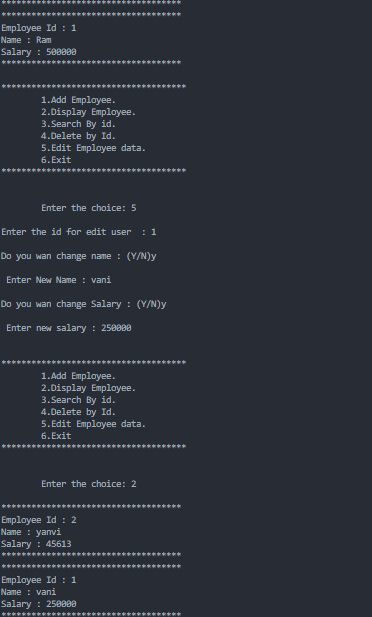 ************************************
************************************
Employee Id : 1
Name : Ram
Salary : 500000
************************************
*************************************
1.Add Employee.
2.Display Employee.
3.Search By id.
4.Delete by Id.
5.Edit Employee data.
6.Exit
*************************************
Enter the choice: 5
Enter the id for edit user  : 1
Do you wan change name : (Y/N)y
Enter New Name : vani
Do you wan change Salary : (Y/N)y
Enter new salary : 250000
*************************************
1.Add Employee.
2.Display Employee.
3.Search By id.
4.Delete by Id.
5.Edit Employee data.
6.Exit
*************************************
Enter the choice: 2
************************************
Employee Id : 2
Name : yanvi
Salary : 45613
************************************
************************************
Employee Id : 1
Name : vani
Salary : 250000
************************************